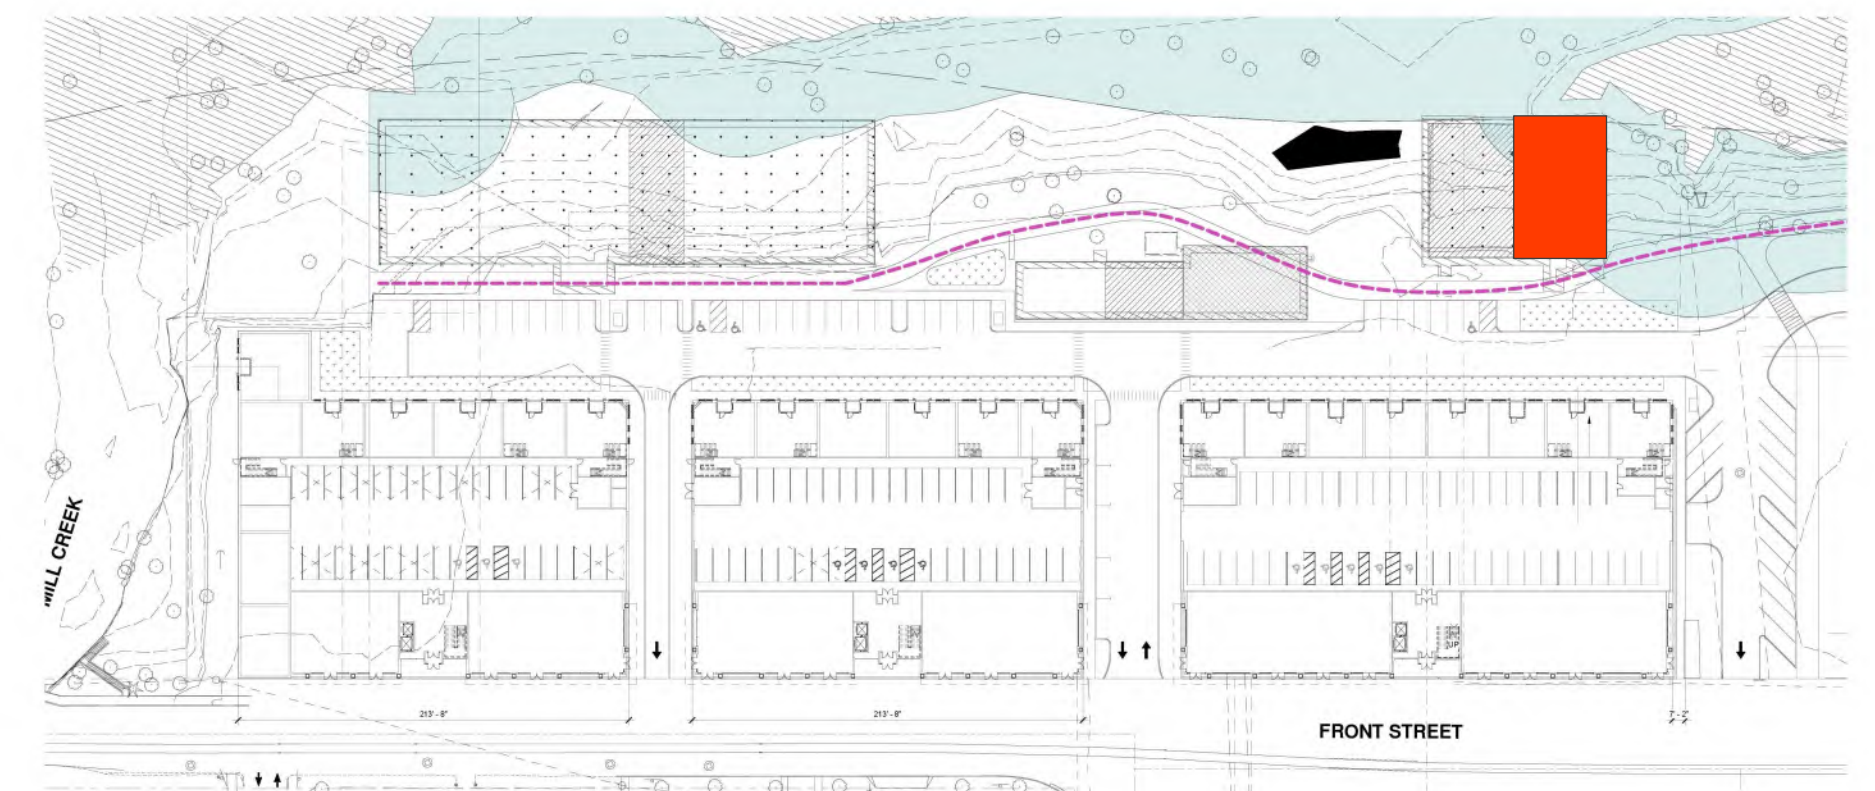 MILL CREEK
UP
213' - 8"
213' - 8"
7' - 2"
FRONT STREET